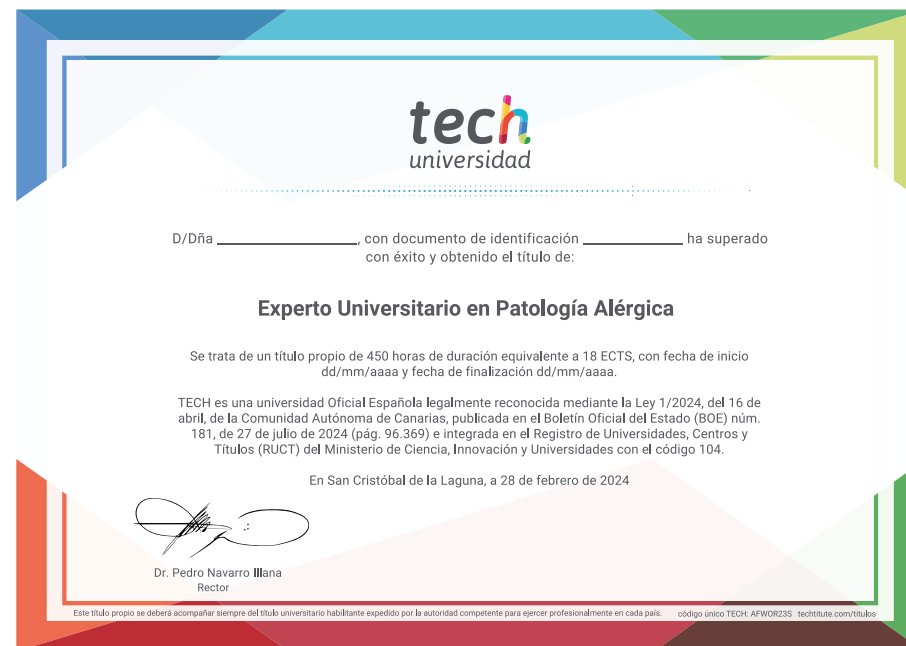 tech
universidad
D/Dña ____________________, con documento de identificación ______________ ha superado
con éxito y obtenido el título de:
Experto Universitario en Patología Alérgica
Se trata de un título propio de 450 horas de duración equivalente a 18 ECTS, con fecha de inicio
dd/mm/aaaa y fecha de finalización dd/mm/aaaa.
TECH es una universidad Oficial Española legalmente reconocida mediante la Ley 1/2024, del 16 de
abril, de la Comunidad Autónoma de Canarias, publicada en el Boletín Oficial del Estado (BOE) núm.
181, de 27 de julio de 2024 (pág. 96.369) e integrada en el Registro de Universidades, Centros y
Títulos (RUCT) del Ministerio de Ciencia, Innovación y Universidades con el código 104.
En San Cristóbal de la Laguna, a 28 de febrero de 2024
Dr. Pedro Navarro Illana
Rector
Este título propio se deberá acompañar siempre del título universitario habilitante expedido por la autoridad competente para ejercer profesionalmente en cada país. código único TECH: AFWOR23S techtitute.com/titulos